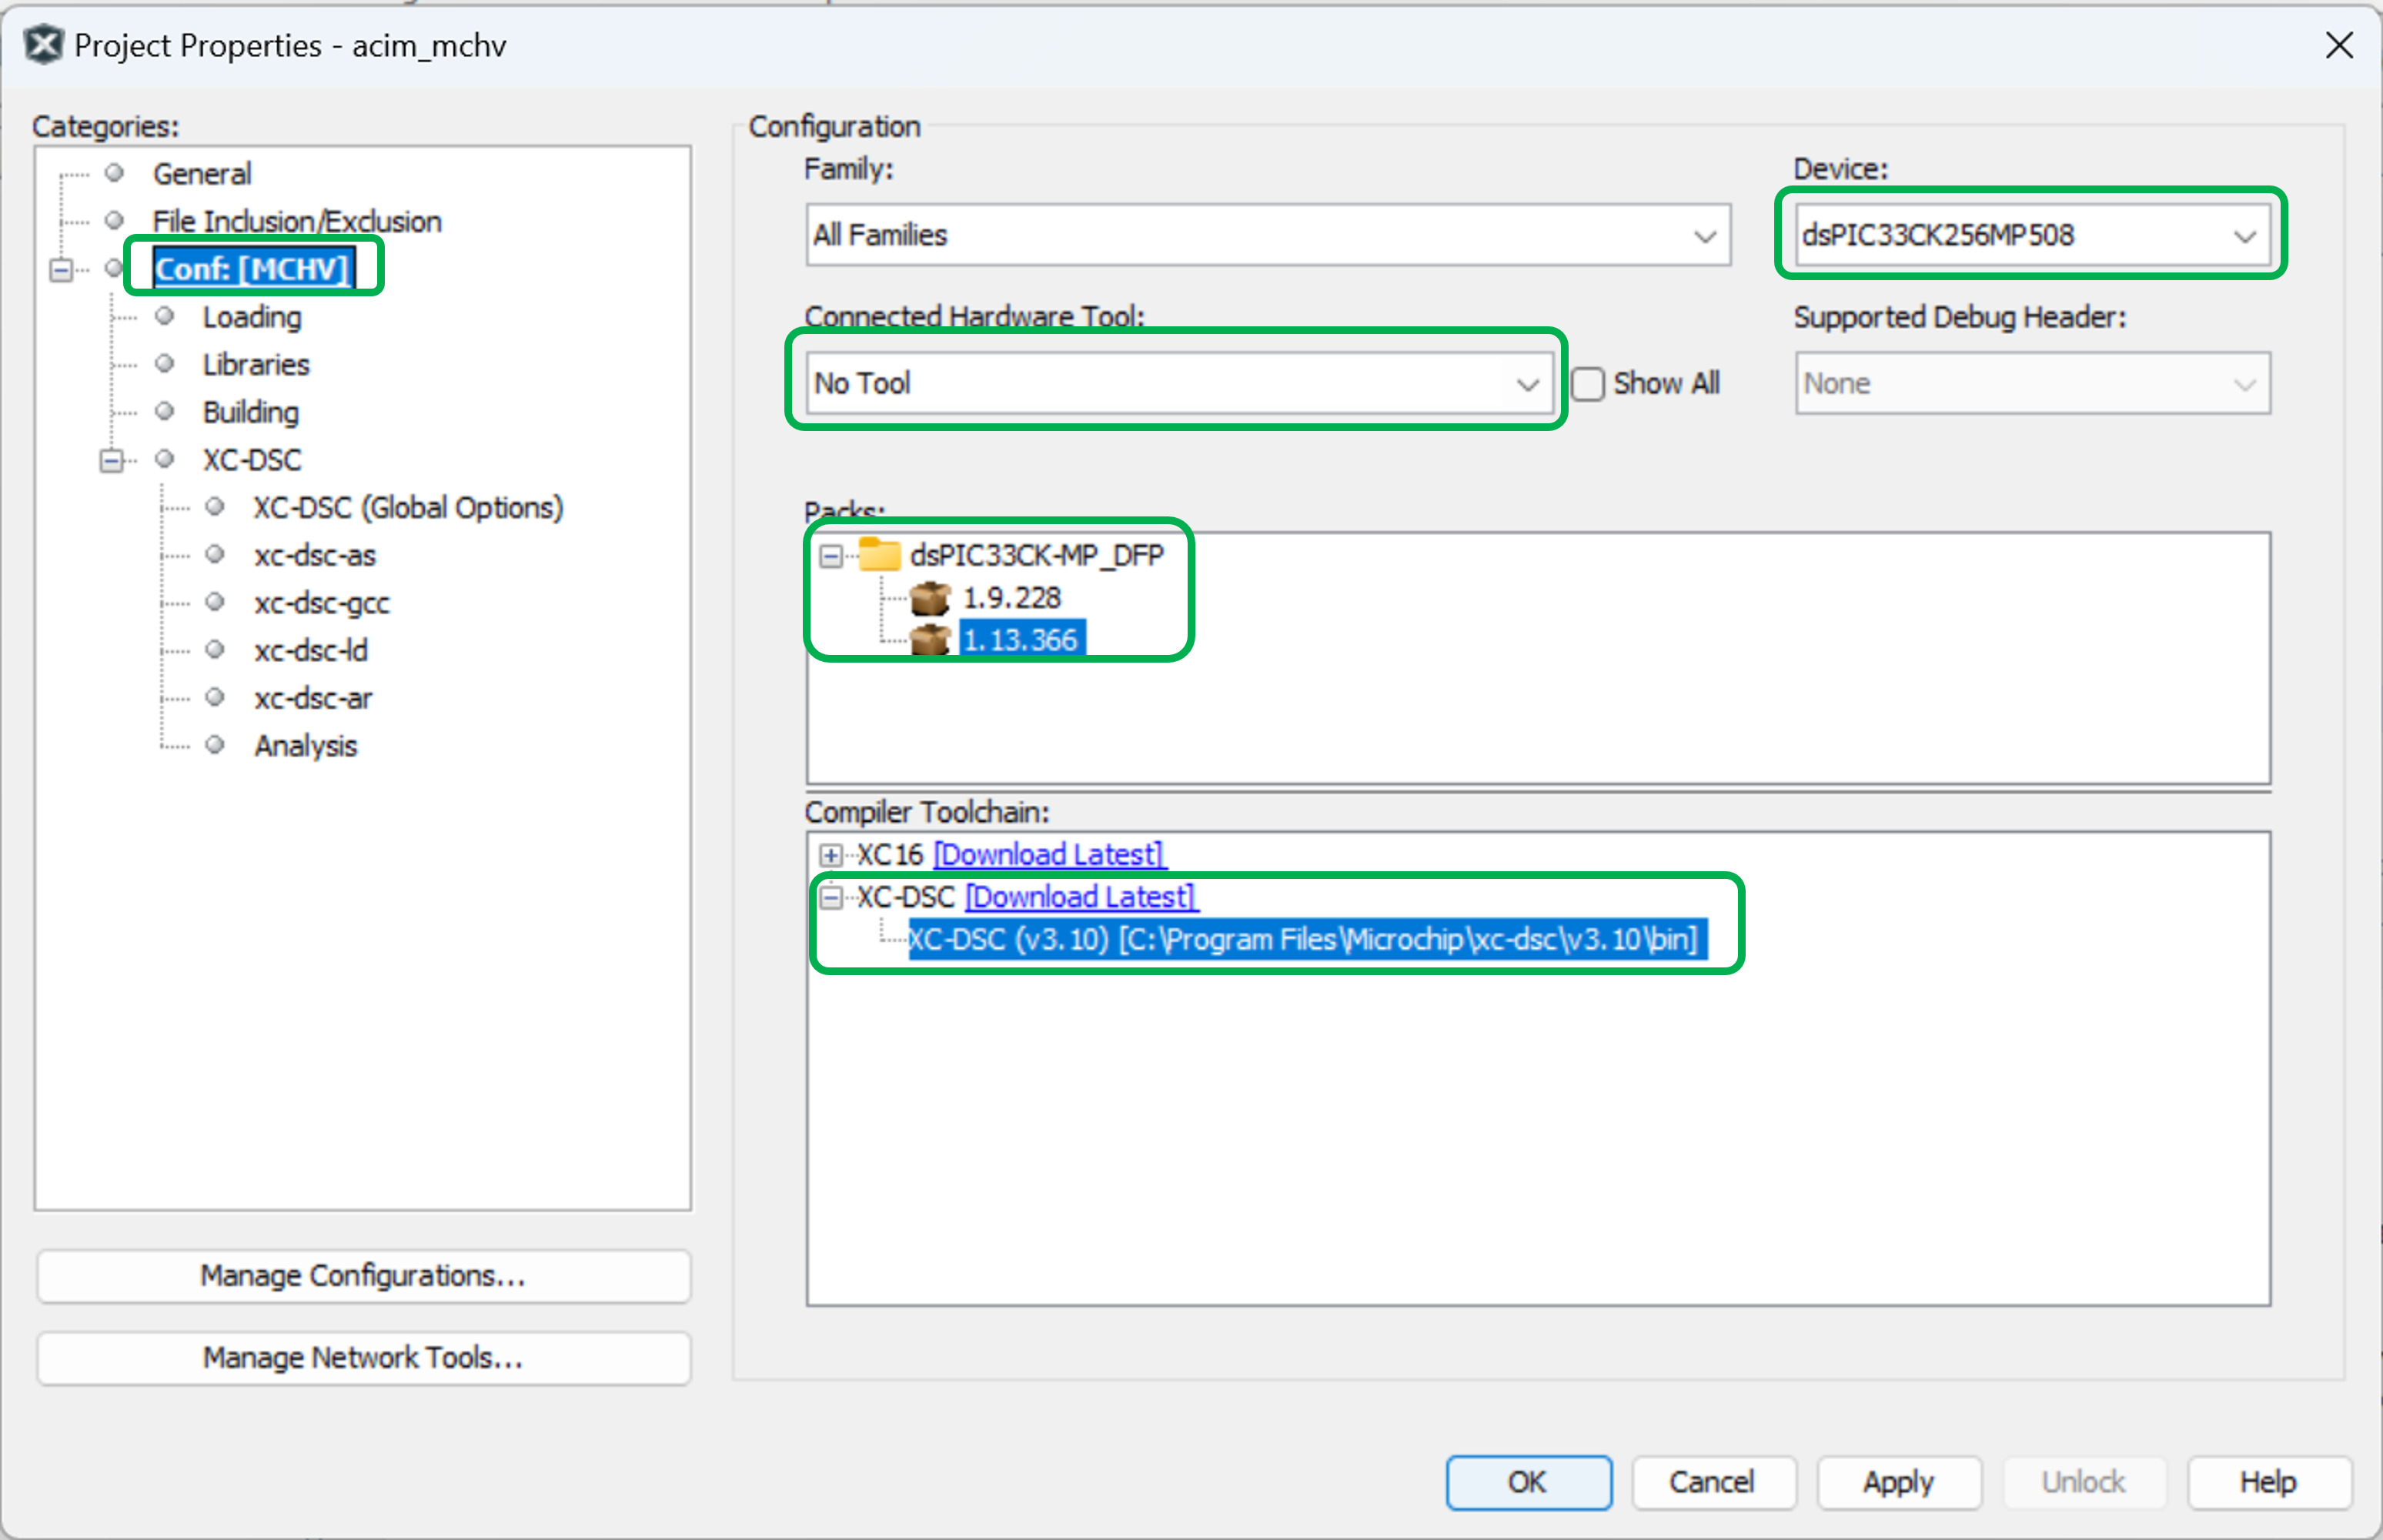 Project Properties - acim_mchv
Categories:
General
File Inclusion/Exclusion
Conf: [MCHV]
Loading
Libraries
Building
XC-DSC
XC-DSC (Global Options)
xc-dsc-as
xc-dsc-gcc
xc-dsc-ld
xc-dsc-ar
Analysis
Manage Configurations...
Manage Network Tools...
Configuration
Family:
Device:
All Families
dsPIC33CK256MP508
Connected Hardware Tool:
Supported Debug Header:
No Tool
Show All
None
Packs:
dsPIC33CK-MP_DFP
1.9.228
1.13.366
Compiler Toolchain:
XC16 [Download Latest]
XC-DSC [Download Latest]
XC-DSC (v3.10) [C:\Program Files\Microchip\xc-dsc\v3.10\bin]
OK
Cancel
Apply
Unlock
Help